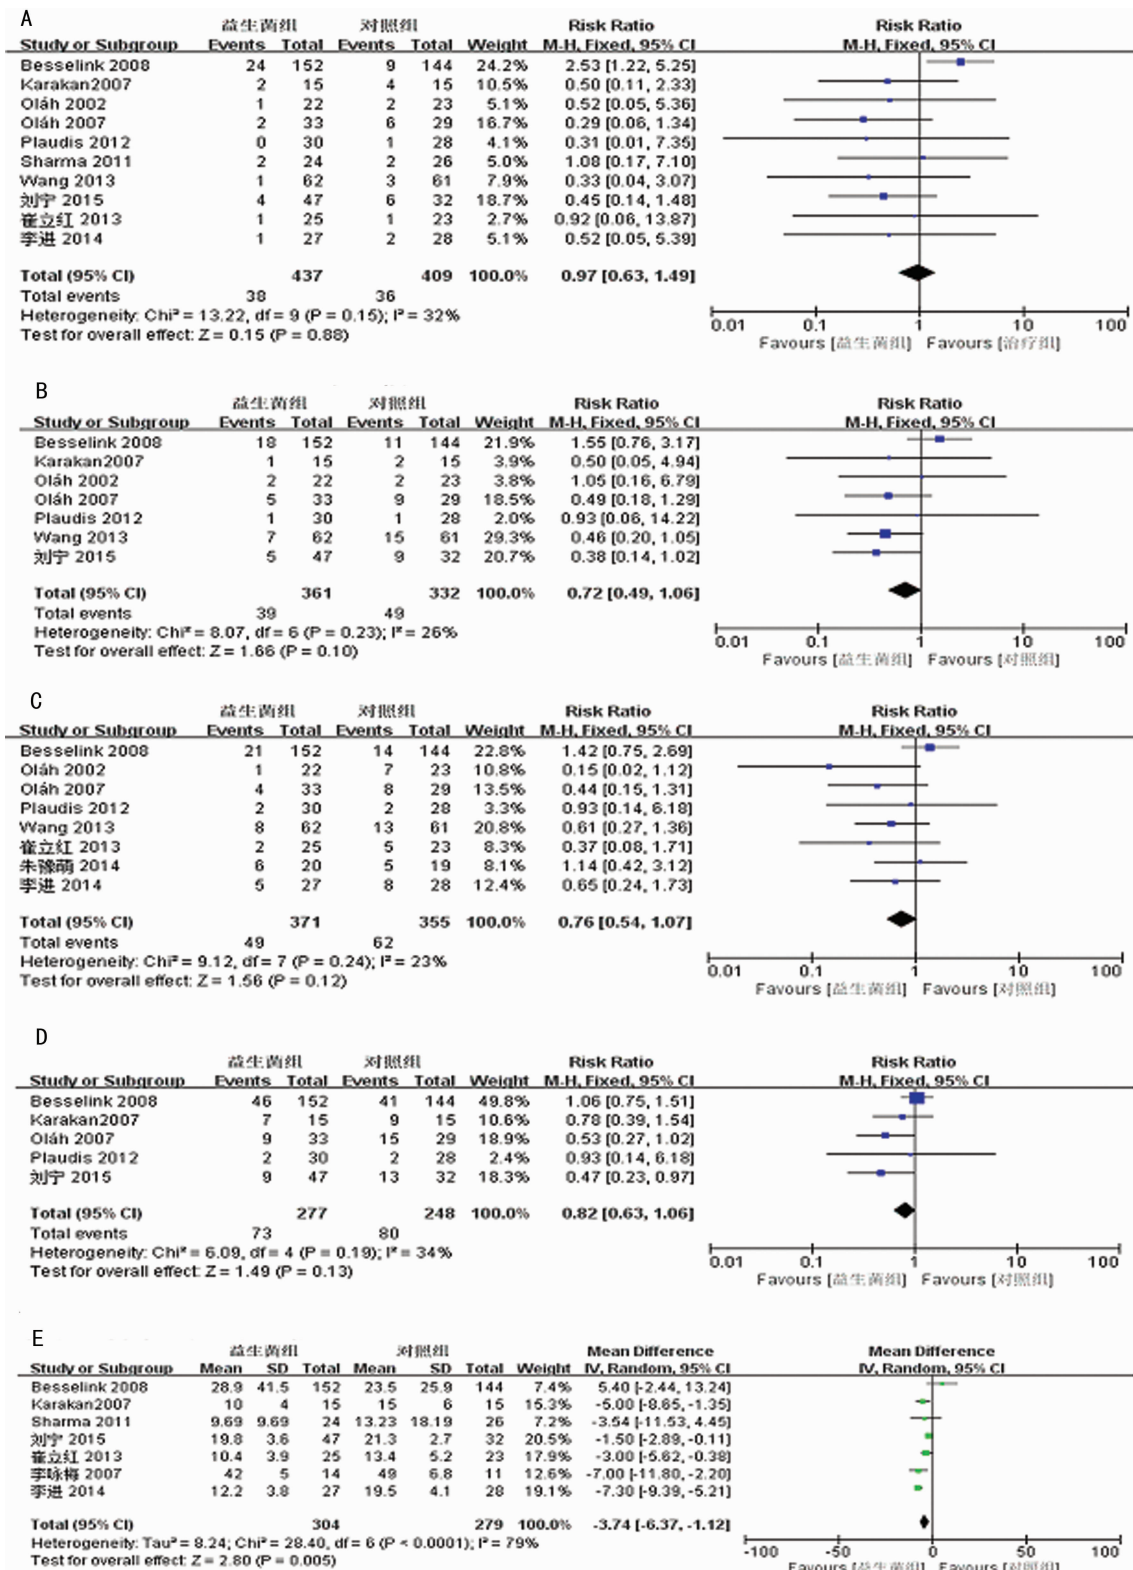 A
益生菌组 对照组 Risk Ratio Risk Ratio
Study or Subgroup Events Total Events Total Weight M-H, Fixed, 95% CI M-H, Fixed, 95% CI
Besselink 2008 24 152 9 144 24.2% 2.53 [1.22, 5.25]
Karakan2007 2 15 4 15 10.5% 0.50 [0.11, 2.33]
Oláh 2002 1 22 2 23 5.1% 0.52 [0.05, 5.36]
Oláh 2007 2 33 6 29 16.7% 0.29 [0.06, 1.34]
Plaudis 2012 0 30 1 28 4.1% 0.31 [0.01, 7.35]
Sharma 2011 2 24 2 26 5.0% 1.08 [0.17, 7.10]
Wang 2013 1 62 3 61 7.9% 0.33 [0.04, 3.07]
刘宁 2015 4 47 6 32 18.7% 0.45 [0.14, 1.48]
崔立红 2013 1 25 1 23 2.7% 0.92 [0.06, 13.87]
李进 2014 1 27 2 28 5.1% 0.52 [0.05, 5.39]
Total (95% CI) 437 409 100.0% 0.97 [0.63, 1.49]
Total events 38 36
Heterogeneity: Chi² = 13.22, df = 9 (P = 0.15); I² = 32%
Test for overall effect: Z = 0.15 (P = 0.88)
0.01 0.1 1 10 100
Favours [益生菌组] Favours [治疗组]
B
益生菌组 对照组 Risk Ratio Risk Ratio
Study or Subgroup Events Total Events Total Weight M-H, Fixed, 95% CI M-H, Fixed, 95% CI
Besselink 2008 18 152 11 144 21.9% 1.55 [0.76, 3.17]
Karakan2007 1 15 2 15 3.9% 0.50 [0.05, 4.94]
Oláh 2002 2 22 2 23 3.8% 1.05 [0.16, 6.79]
Oláh 2007 5 33 9 29 18.5% 0.49 [0.18, 1.29]
Plaudis 2012 1 30 1 28 2.0% 0.93 [0.06, 14.22]
Wang 2013 7 62 15 61 29.3% 0.46 [0.20, 1.05]
刘宁 2015 5 47 9 32 20.7% 0.38 [0.14, 1.02]
Total (95% CI) 361 332 100.0% 0.72 [0.49, 1.06]
Total events 39 49
Heterogeneity: Chi² = 8.07, df = 6 (P = 0.23); I² = 26%
Test for overall effect: Z = 1.66 (P = 0.10)
0.01 0.1 1 10 100
Favours [益生菌组] Favours [对照组]
C
益生菌组 对照组 Risk Ratio Risk Ratio
Study or Subgroup Events Total Events Total Weight M-H, Fixed, 95% CI M-H, Fixed, 95% CI
Besselink 2008 21 152 14 144 22.8% 1.42 [0.75, 2.69]
Oláh 2002 1 22 7 23 10.8% 0.15 [0.02, 1.12]
Oláh 2007 4 33 8 29 13.5% 0.44 [0.15, 1.31]
Plaudis 2012 2 30 2 28 3.3% 0.93 [0.14, 6.18]
Wang 2013 8 62 13 61 20.8% 0.61 [0.27, 1.36]
崔立红 2013 2 25 5 23 8.3% 0.37 [0.08, 1.71]
朱豫萌 2014 6 20 5 19 8.1% 1.14 [0.42, 3.12]
李进 2014 5 27 8 28 12.4% 0.65 [0.24, 1.73]
Total (95% CI) 371 355 100.0% 0.76 [0.54, 1.07]
Total events 49 62
Heterogeneity: Chi² = 9.12, df = 7 (P = 0.24); I² = 23%
Test for overall effect: Z = 1.56 (P = 0.12)
0.01 0.1 1 10 100
Favours [益生菌组] Favours [对照组]
D
益生菌组 对照组 Risk Ratio Risk Ratio
Study or Subgroup Events Total Events Total Weight M-H, Fixed, 95% CI M-H, Fixed, 95% CI
Besselink 2008 46 152 41 144 49.8% 1.06 [0.75, 1.51]
Karakan2007 7 15 9 15 10.6% 0.78 [0.39, 1.54]
Oláh 2007 9 33 15 29 18.9% 0.53 [0.27, 1.02]
Plaudis 2012 2 30 2 28 2.4% 0.93 [0.14, 6.18]
刘宁 2015 9 47 13 32 18.3% 0.47 [0.23, 0.97]
Total (95% CI) 277 248 100.0% 0.82 [0.63, 1.06]
Total events 73 80
Heterogeneity: Chi² = 6.09, df = 4 (P = 0.19); I² = 34%
Test for overall effect: Z = 1.49 (P = 0.13)
0.01 0.1 1 10 100
Favours [益生菌组] Favours [对照组]
E
益生菌组 对照组 Mean Difference Mean Difference
Study or Subgroup Mean SD Total Mean SD Total Weight IV, Random, 95% CI IV, Random, 95% CI
Besselink 2008 28.9 41.5 152 23.5 25.9 144 7.4% 5.40 [-2.44, 13.24]
Karakan2007 10 4 15 15 6 15 15.3% -5.00 [-8.65, -1.35]
Sharma 2011 9.69 9.69 24 13.23 18.19 26 7.2% -3.54 [-11.53, 4.45]
刘宁 2015 19.8 3.6 47 21.3 2.7 32 20.5% -1.50 [-2.89, -0.11]
崔立红 2013 10.4 3.9 25 13.4 5.2 23 17.9% -3.00 [-5.62, -0.38]
李咏梅 2007 42 5 14 49 6.8 11 12.6% -7.00 [-11.80, -2.20]
李进 2014 12.2 3.8 27 19.5 4.1 28 19.1% -7.30 [-9.39, -5.21]
Total (95% CI) 304 279 100.0% -3.74 [-6.37, -1.12]
Heterogeneity: Tau² = 8.24; Chi² = 28.40, df = 6 (P < 0.0001); I² = 79%
Test for overall effect: Z = 2.80 (P = 0.005)
-100 -50 0 50 100
Favours [益生菌组] Favours [对照组]